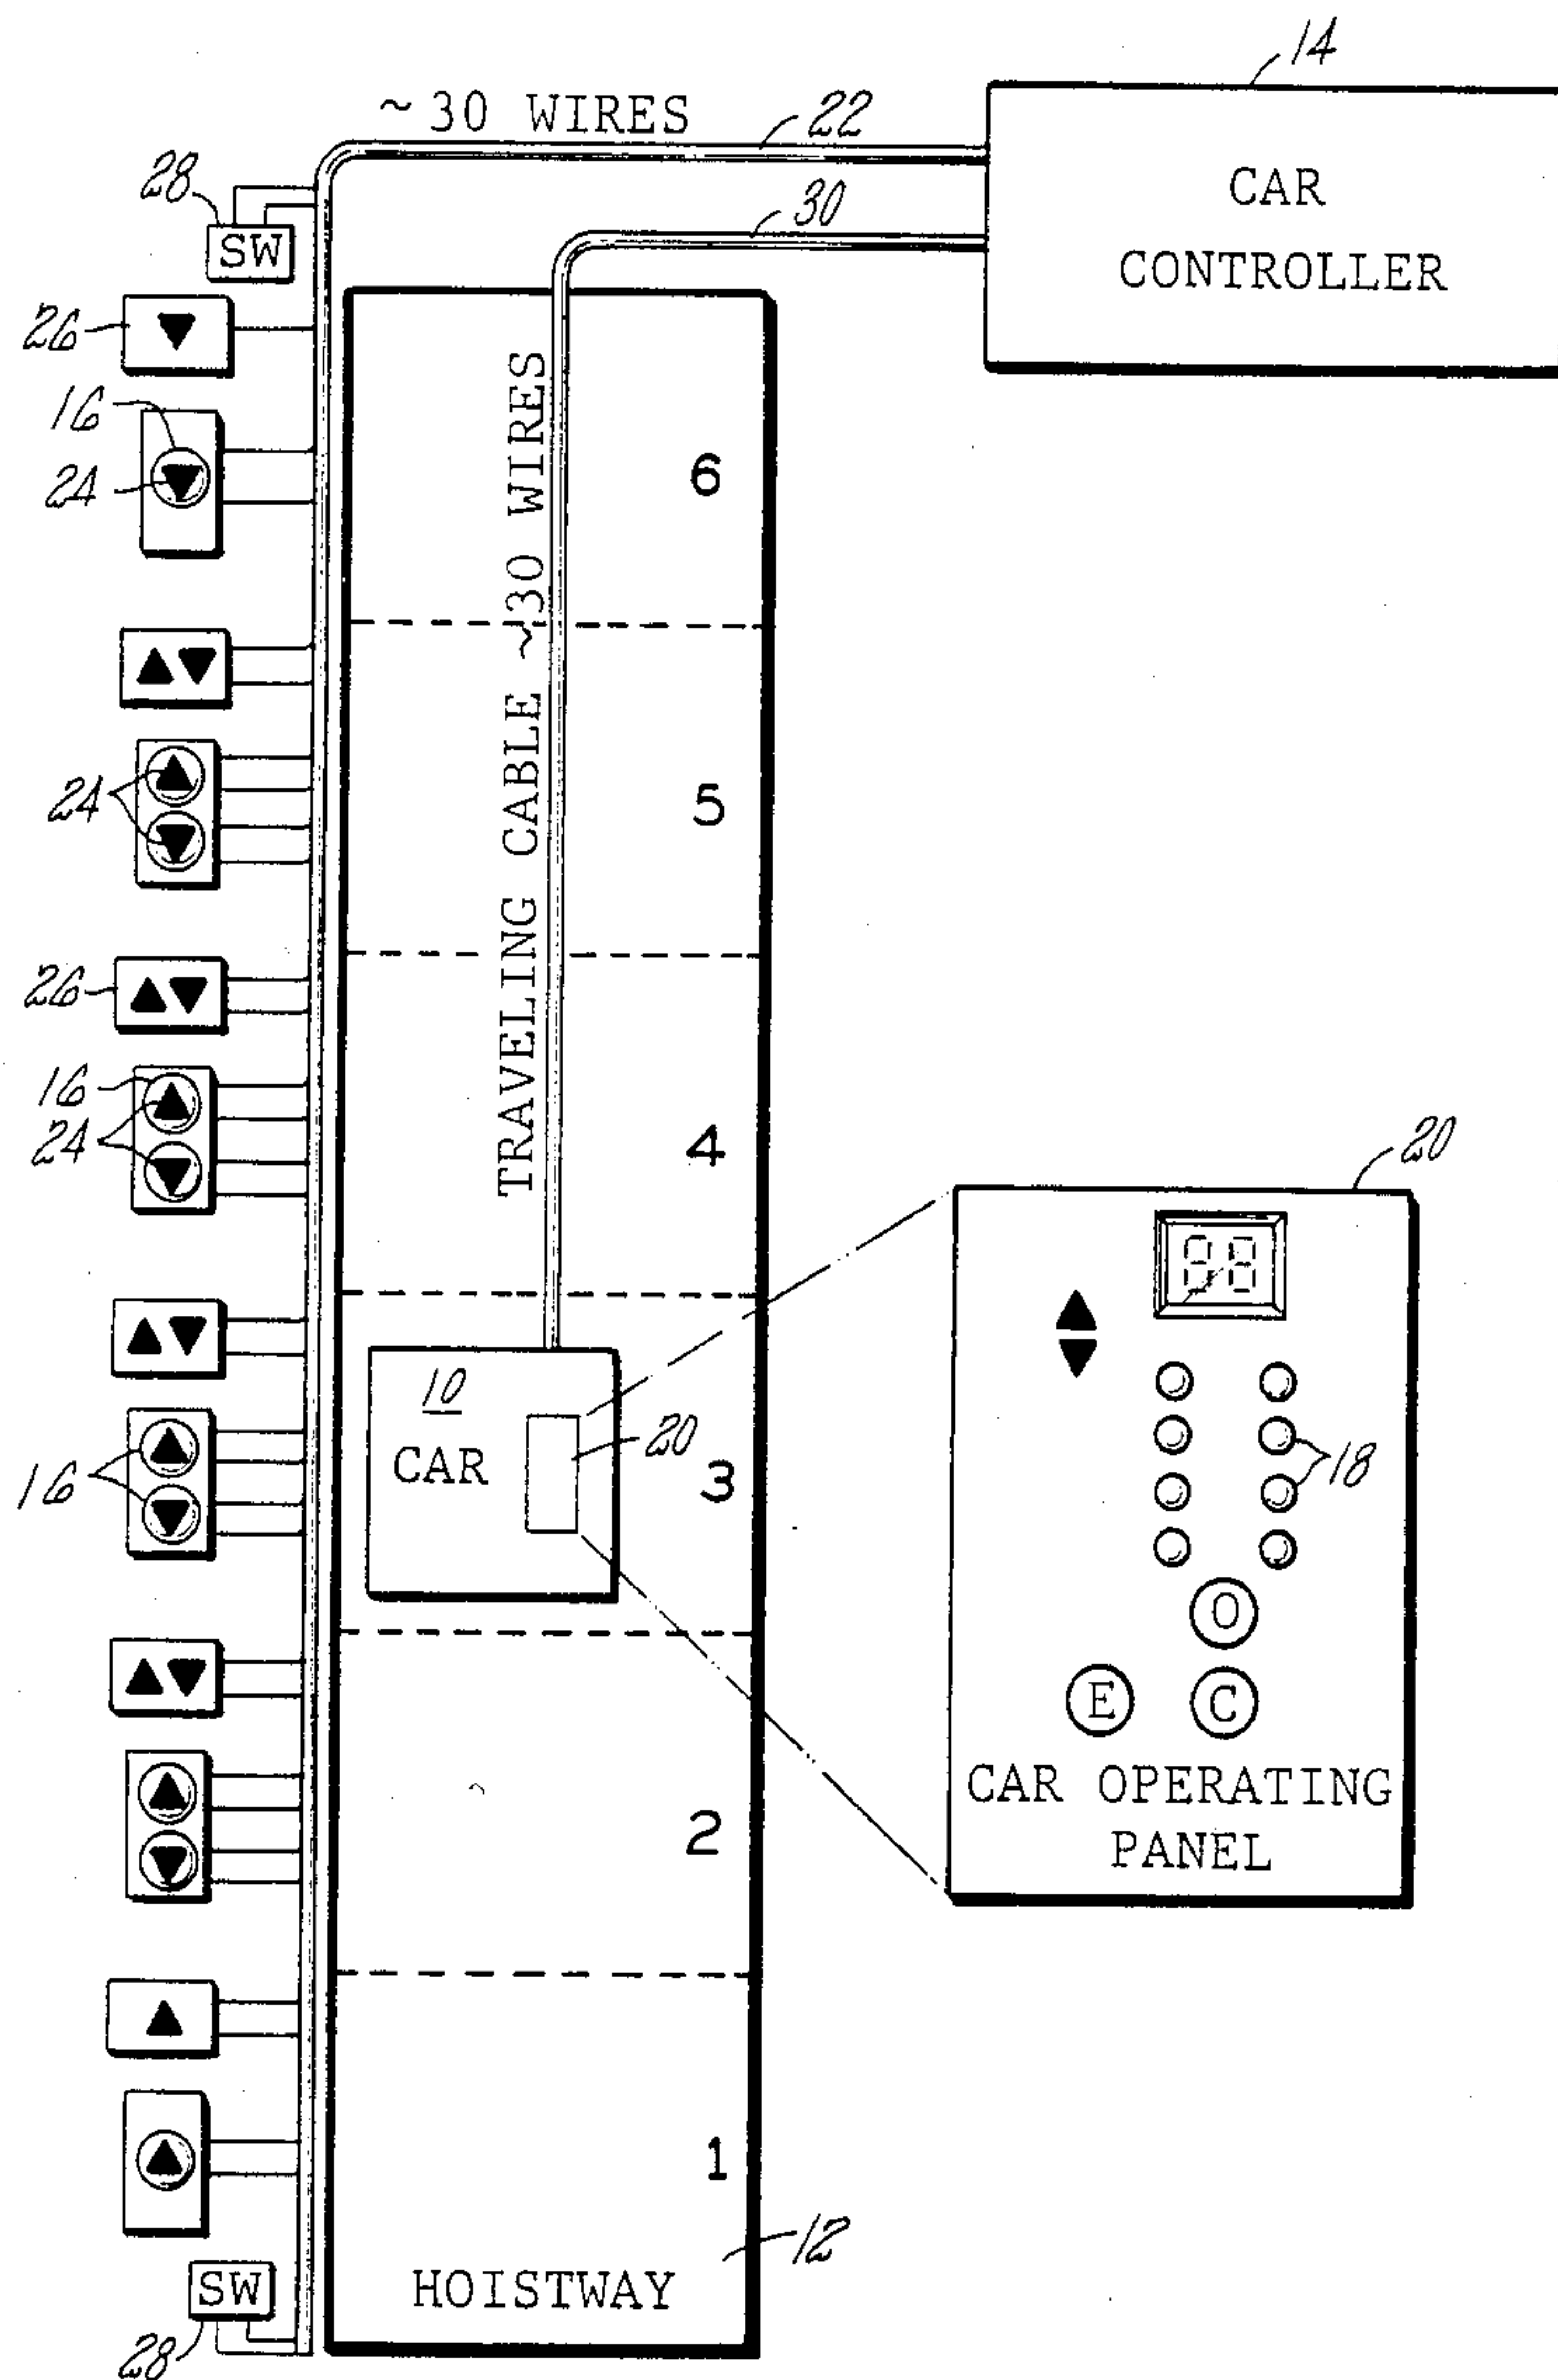 14
~30 WIRES
22
CAR
CONTROLLER
28
SW
30
26
16
24
6
TRAVELING CABLE ~30 WIRES
24
5
26
16
24
4
20
10
CAR
20
3
16
18
O
E
C
CAR OPERATING
PANEL
2
1
12
SW
HOISTWAY
28